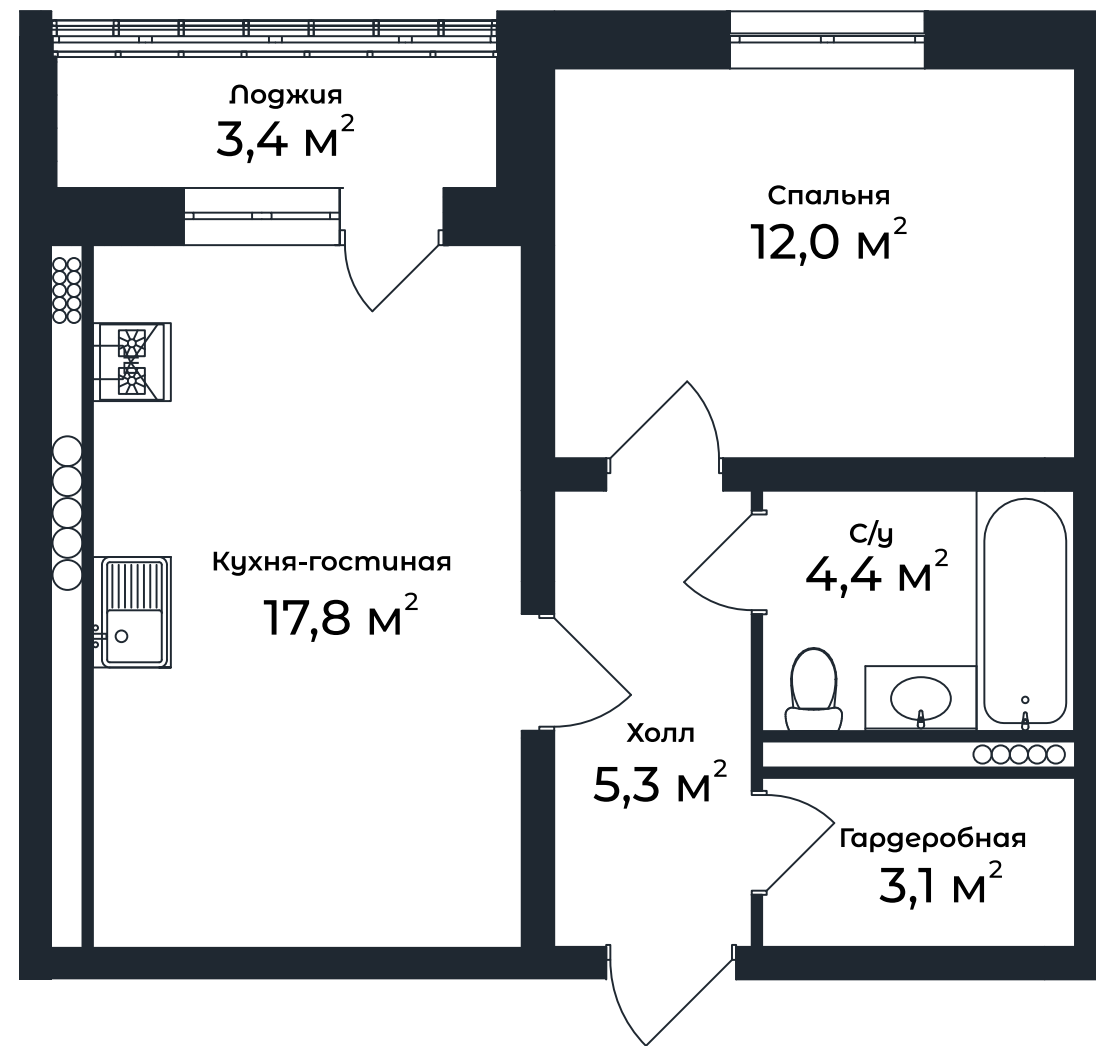 Лоджия
3,4 м²
Спальня
12,0 м²
С/у
4,4 м²
Кухня-гостиная
17,8 м²
Холл
5,3 м²
Гардеробная
3,1 м²